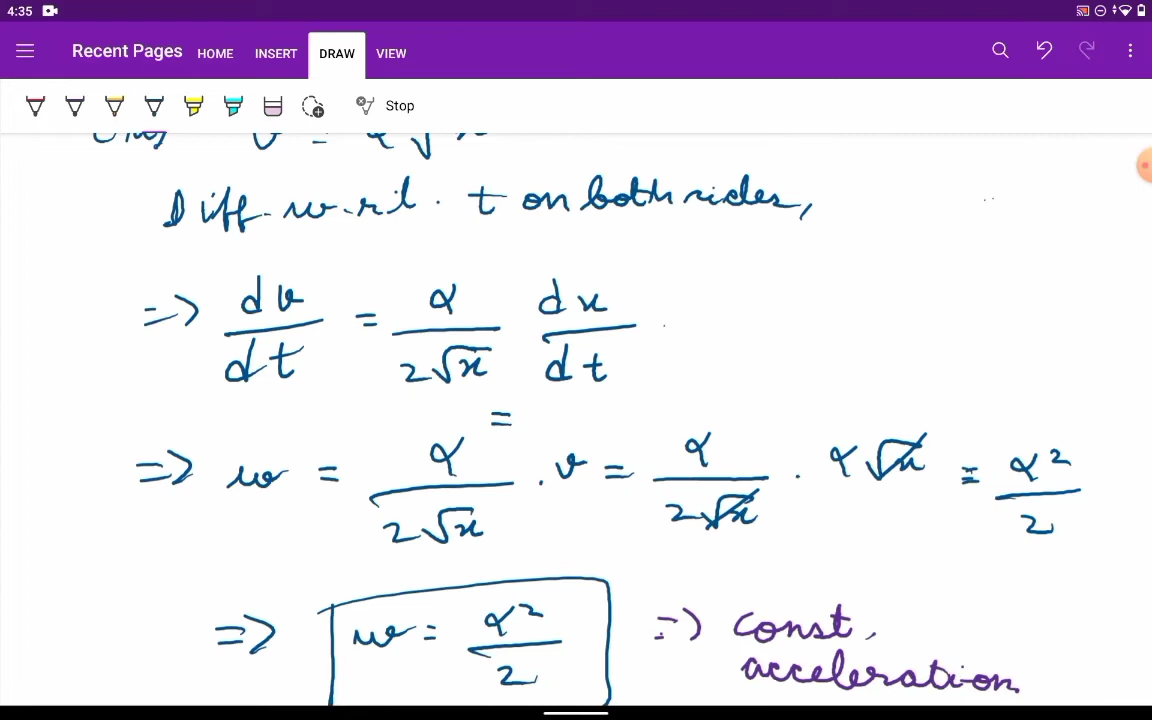 4:35
Recent Pages HOME INSERT DRAW VIEW
Stop
v = α√x
Diff. w.r.t. t on both sides,
=> dv/dt = α/2√x dx/dt
=
=> w = α/2√x . v = α/2√x . α√x = α²/2
=> w = α²/2 => const. acceleration